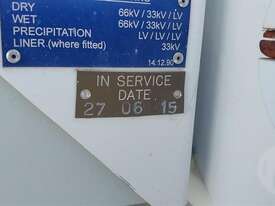 DRY 66kV / 33kV / LV
WET 66kV / 33kV / LV
PRECIPITATION LV / LV / LV
LINER (where fitted) 33kV
14.12.90
IN SERVICE
DATE
27 06 15